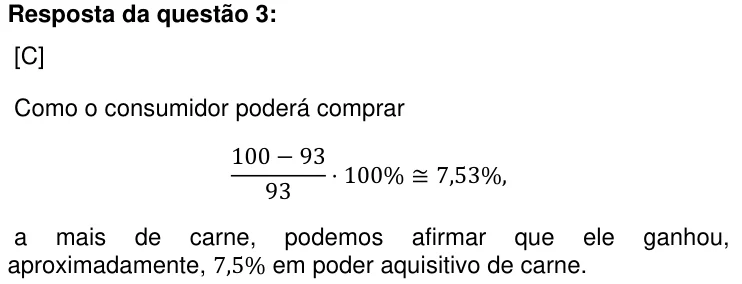 Resposta da questão 3:
[C]
Como o consumidor poderá comprar
100 − 93
93
· 100% ≅ 7,53%,
a mais de carne, podemos afirmar que ele ganhou,
aproximadamente, 7,5% em poder aquisitivo de carne.